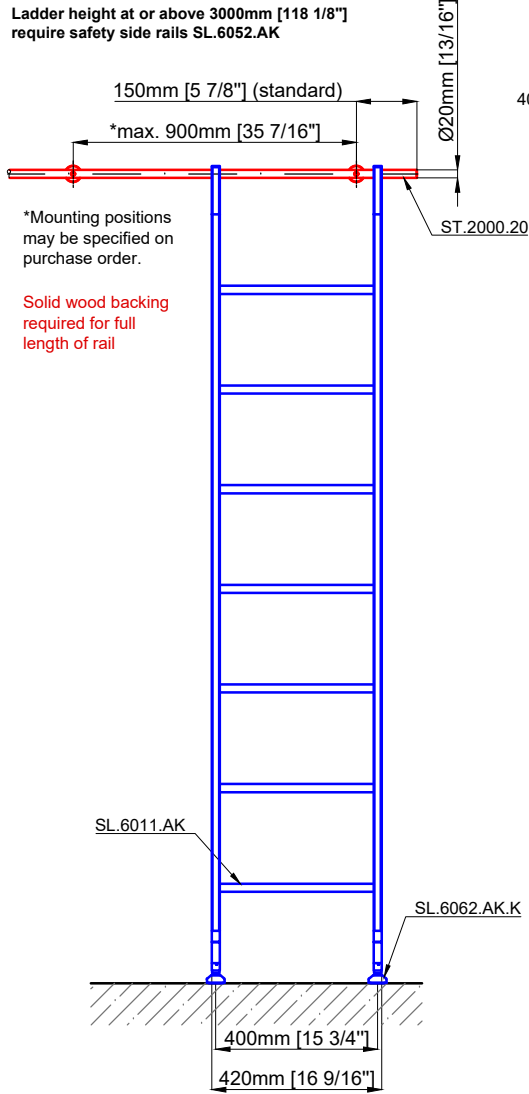 Ladder height at or above 3000mm [118 1/8"]
require safety side rails SL.6052.AK
150mm [5 7/8"] (standard)
Ø20mm [13/16"]
40
*max. 900mm [35 7/16"]
*Mounting positions
may be specified on
purchase order.
ST.2000.20
Solid wood backing
required for full
length of rail
SL.6011.AK
SL.6062.AK.K
400mm [15 3/4"]
420mm [16 9/16"]